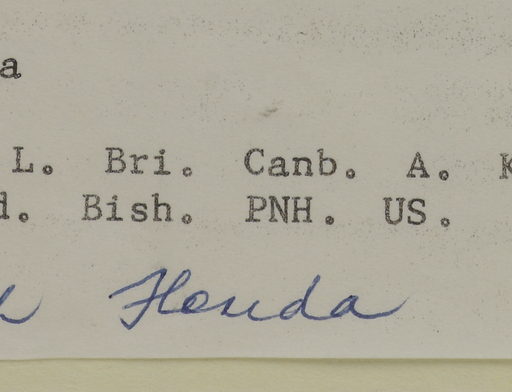 a
L. Bri. Canb. A. K
d. Bish. PNH. US.
Florida